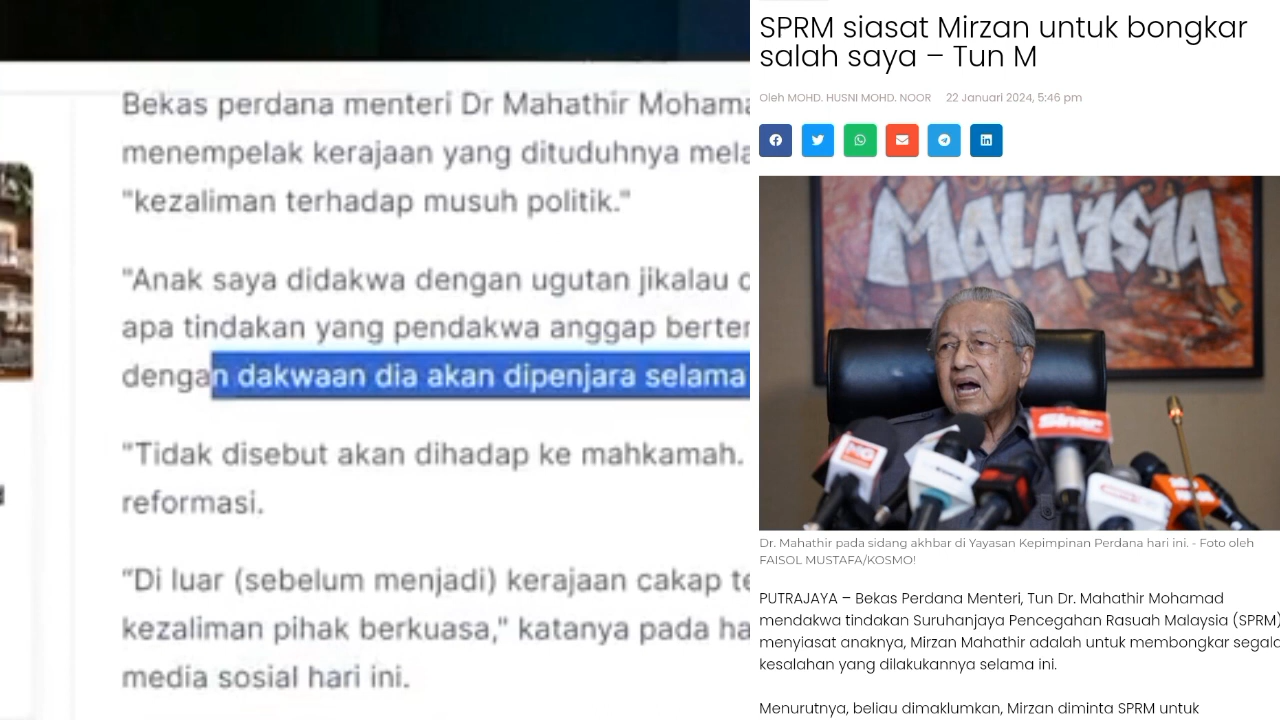 Bekas perdana menteri Dr Mahathir Mohama
menempelak kerajaan yang dituduhnya mela
"kezaliman terhadap musuh politik."
"Anak saya didakwa dengan ugutan jikalau
apa tindakan yang pendakwa anggap berter
dengan dakwaan dia akan dipenjara selama
"Tidak disebut akan dihadap ke mahkamah.
reformasi.
"Di luar (sebelum menjadi) kerajaan cakap te
kezaliman pihak berkuasa," katanya pada ha
media sosial hari ini.
SPRM siasat Mirzan untuk bongkar
salah saya – Tun M
Oleh MOHD. HUSNI MOHD. NOOR 22 Januari 2024, 5:46 pm
MALAYSIA
Sinar
Dr. Mahathir pada sidang akhbar di Yayasan Kepimpinan Perdana hari ini. - Foto oleh
FAISOL MUSTAFA/KOSMO!
PUTRAJAYA – Bekas Perdana Menteri, Tun Dr. Mahathir Mohamad
mendakwa tindakan Suruhanjaya Pencegahan Rasuah Malaysia (SPRM)
menyiasat anaknya, Mirzan Mahathir adalah untuk membongkar segala
kesalahan yang dilakukannya selama ini.
Menurutnya, beliau dimaklumkan, Mirzan diminta SPRM untuk